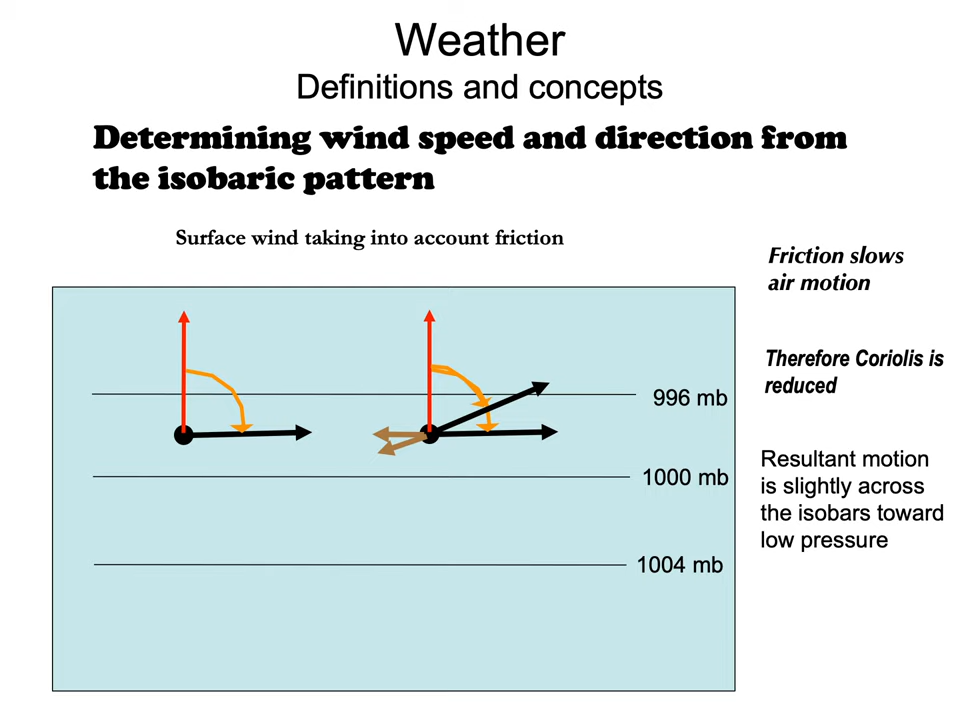 Weather
Definitions and concepts
Determining wind speed and direction from
the isobaric pattern
Surface wind taking into account friction
Friction slows
air motion
Therefore Coriolis is
reduced
996 mb
1000 mb
Resultant motion
is slightly across
the isobars toward
low pressure
1004 mb